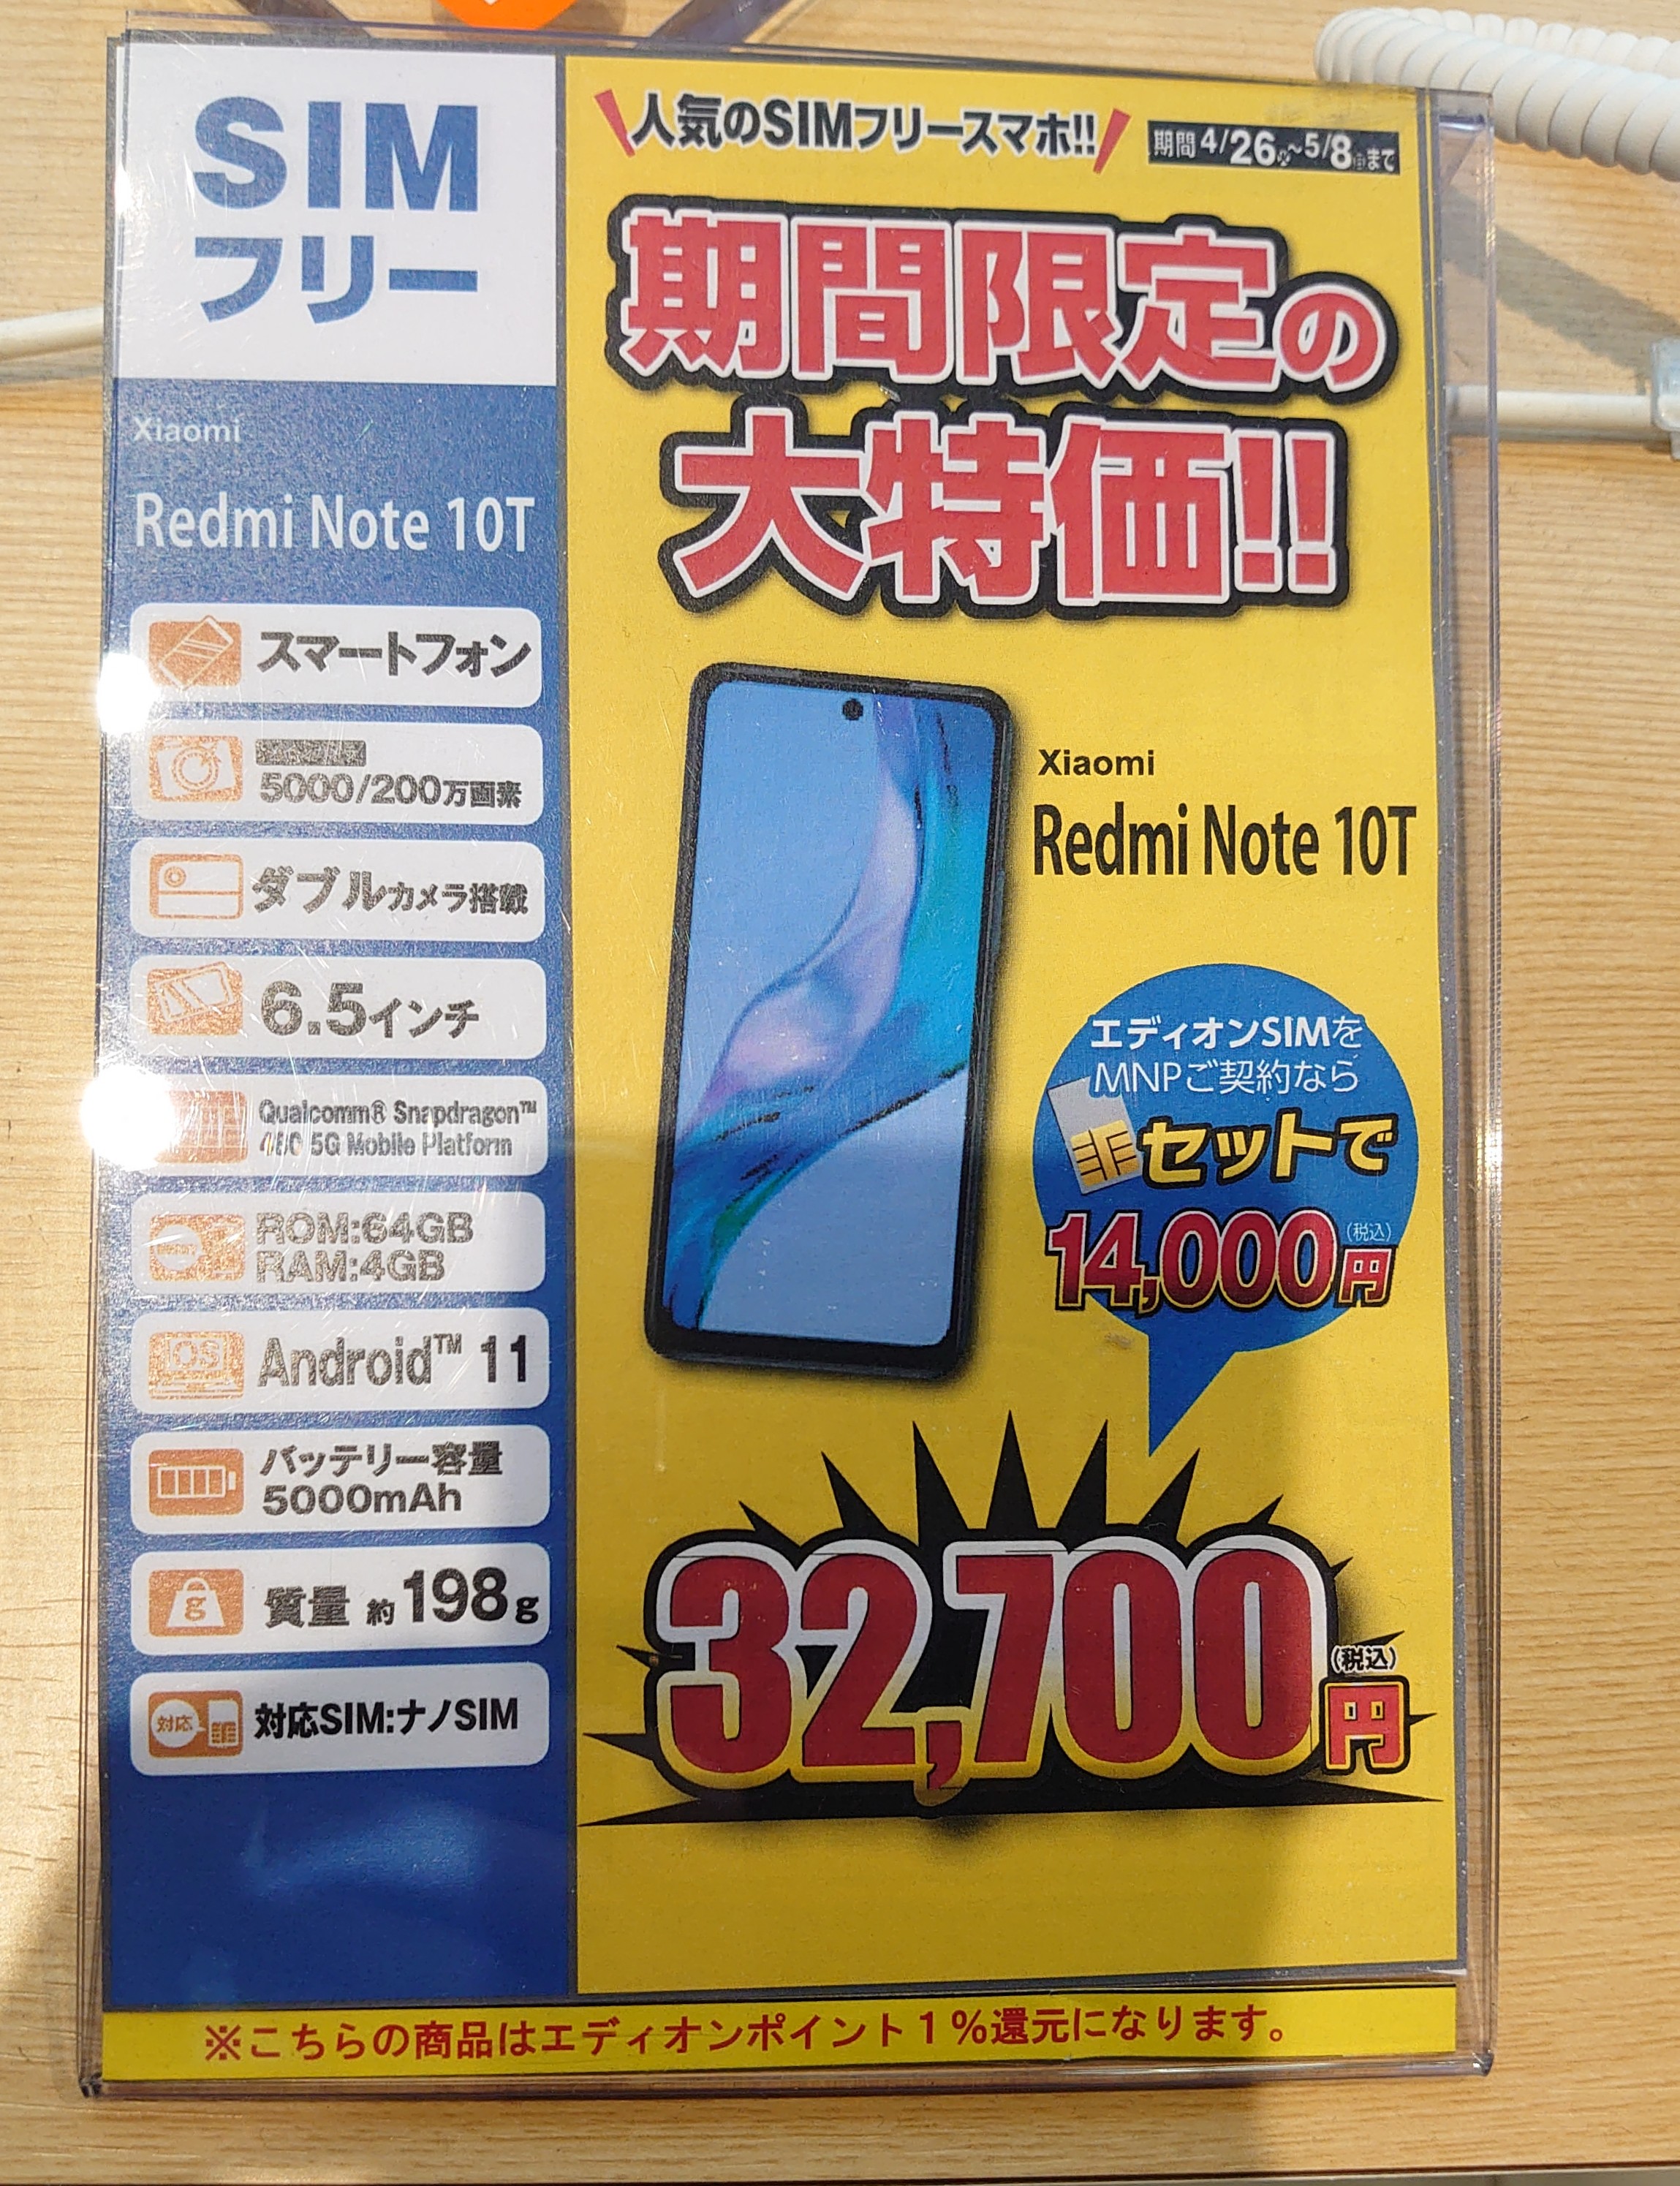 SIM
フリー
Xiaomi
Redmi Note 10T
スマートフォン
5000/200万画素
ダブルカメラ搭載
6.5インチ
Qualcomm® Snapdragon™
480 5G Mobile Platform
ROM:64GB
RAM:4GB
OS
Android™ 11
バッテリー容量
5000mAh
g
質量 約198g
対応
対応SIM:ナノSIM
人気のSIMフリースマホ!!
期間 4/26~5/8まで
期間限定の
大特価!!
Xiaomi
Redmi Note 10T
エディオンSIMを
MNPご契約なら
セットで
14,000円(税込)
32,700円(税込)
※こちらの商品はエディオンポイント1%還元になります。